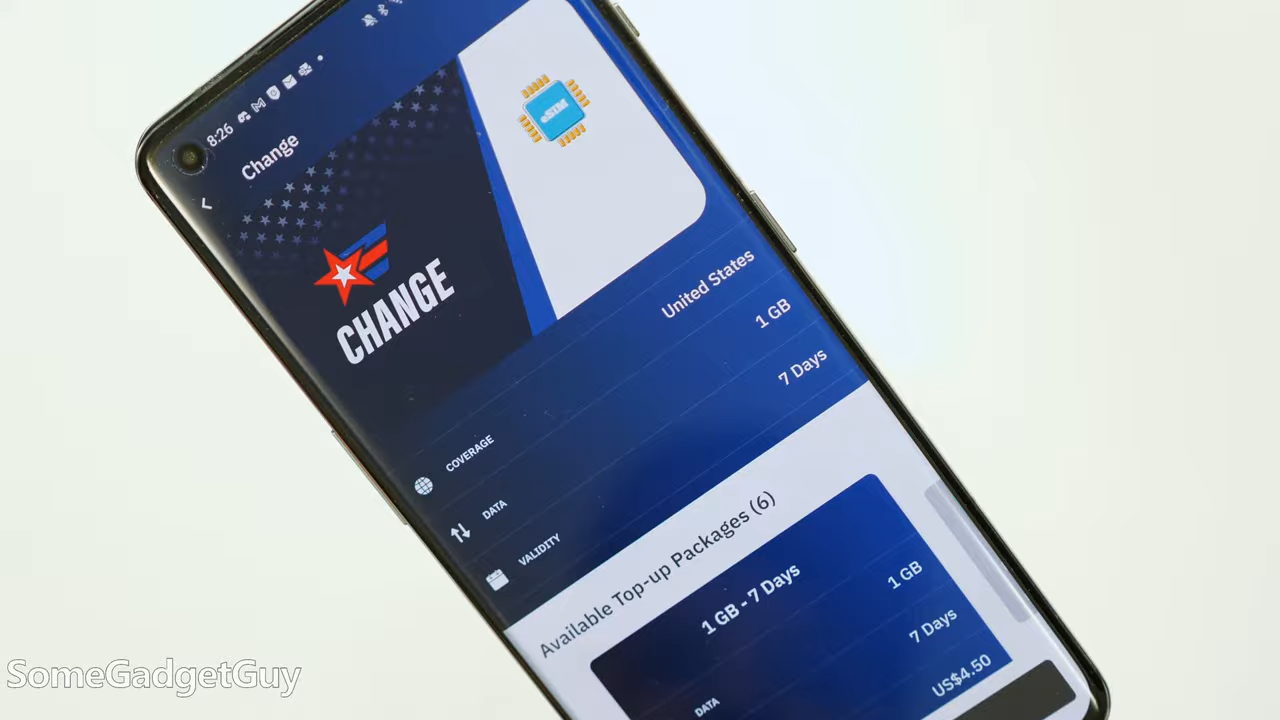 8:26
Change
eSIM
CHANGE
COVERAGE
United States
DATA
1 GB
VALIDITY
7 Days
Available Top-up Packages (6)
1 GB - 7 Days
DATA
1 GB
7 Days
US$4.50
SomeGadgetGuy